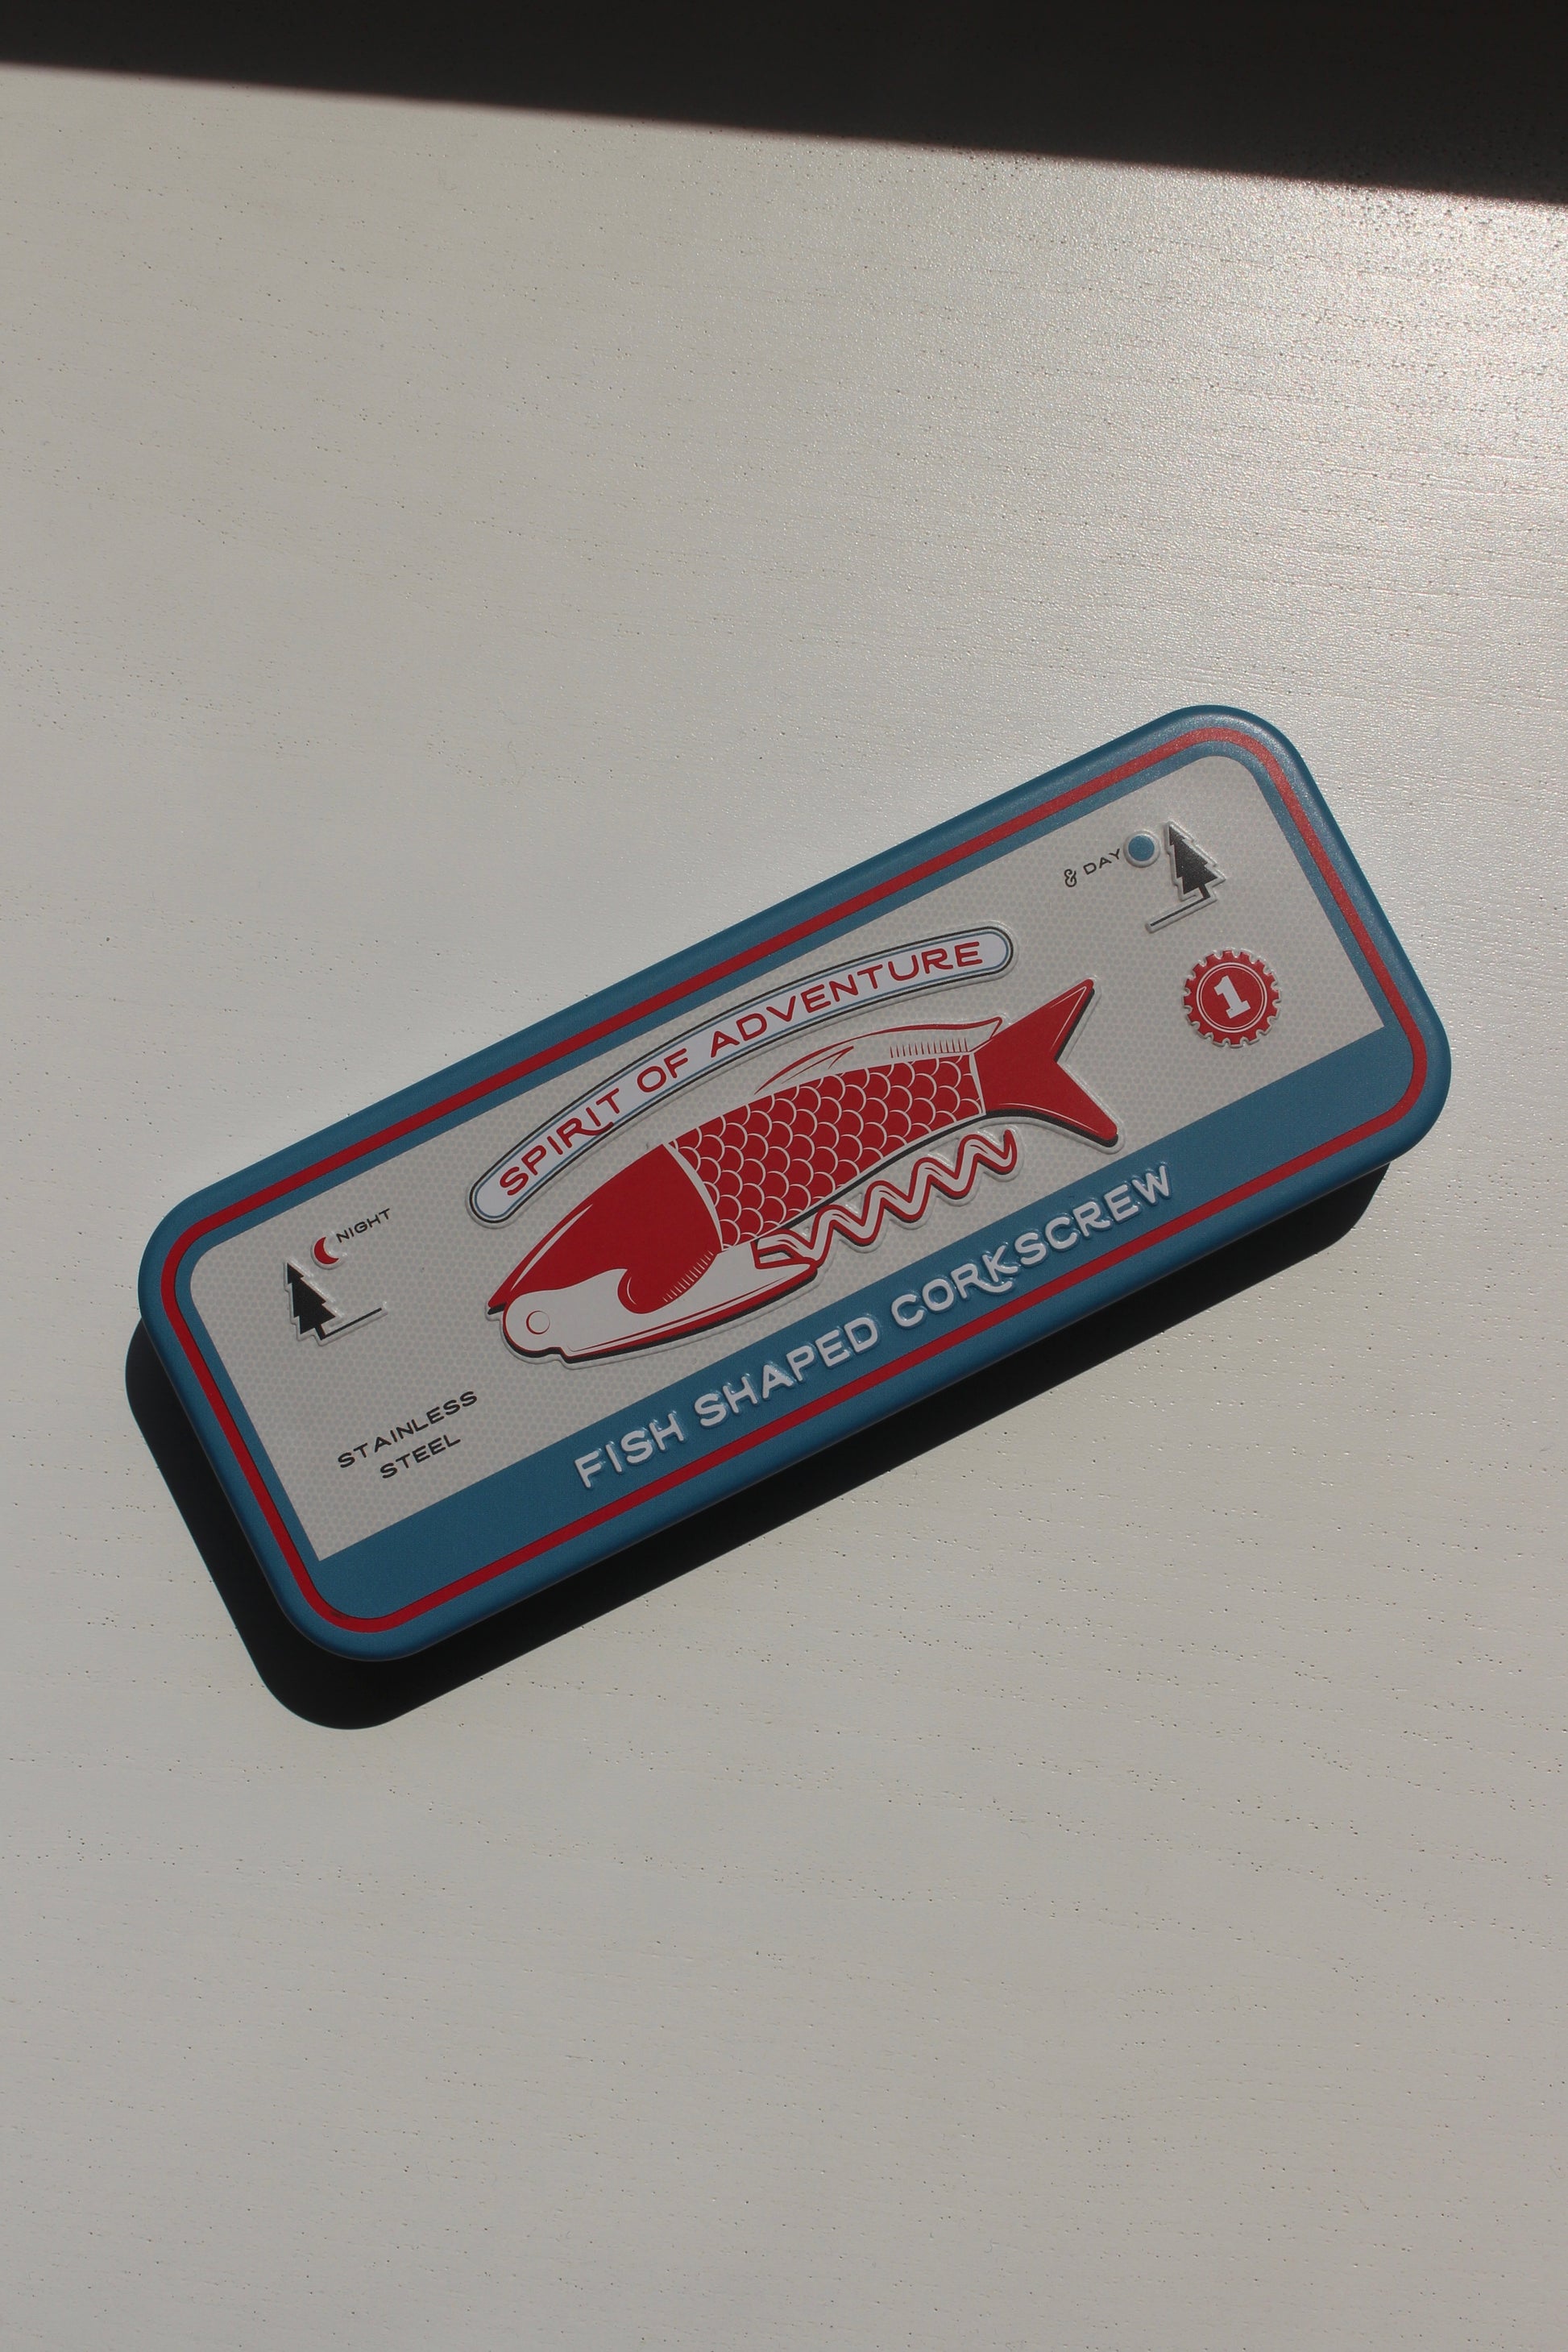 NIGHT
& DAY
SPIRIT OF ADVENTURE
1
STAINLESS
STEEL
FISH SHAPED CORKSCREW